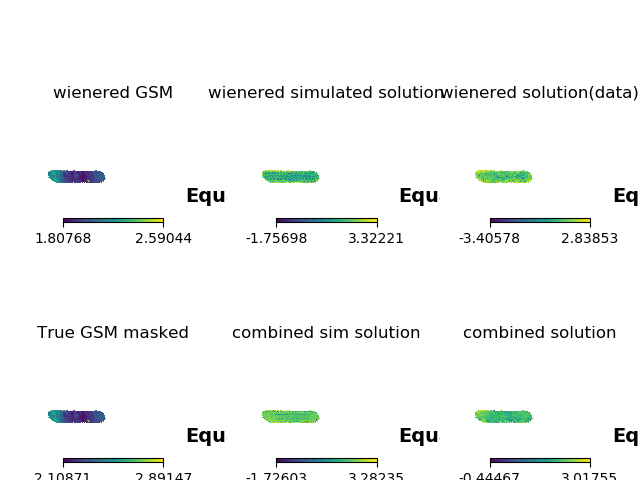 wienered GSM
wienered simulated solution
wienered solution(data)
Equ
Equ
Eq
1.80768 2.59044
-1.75698 3.32221
-3.40578 2.83853
True GSM masked
combined sim solution
combined solution
Equ
Equ
Eq
2.10871 2.89147
-1.72603 3.28235
-0.44467 3.01755